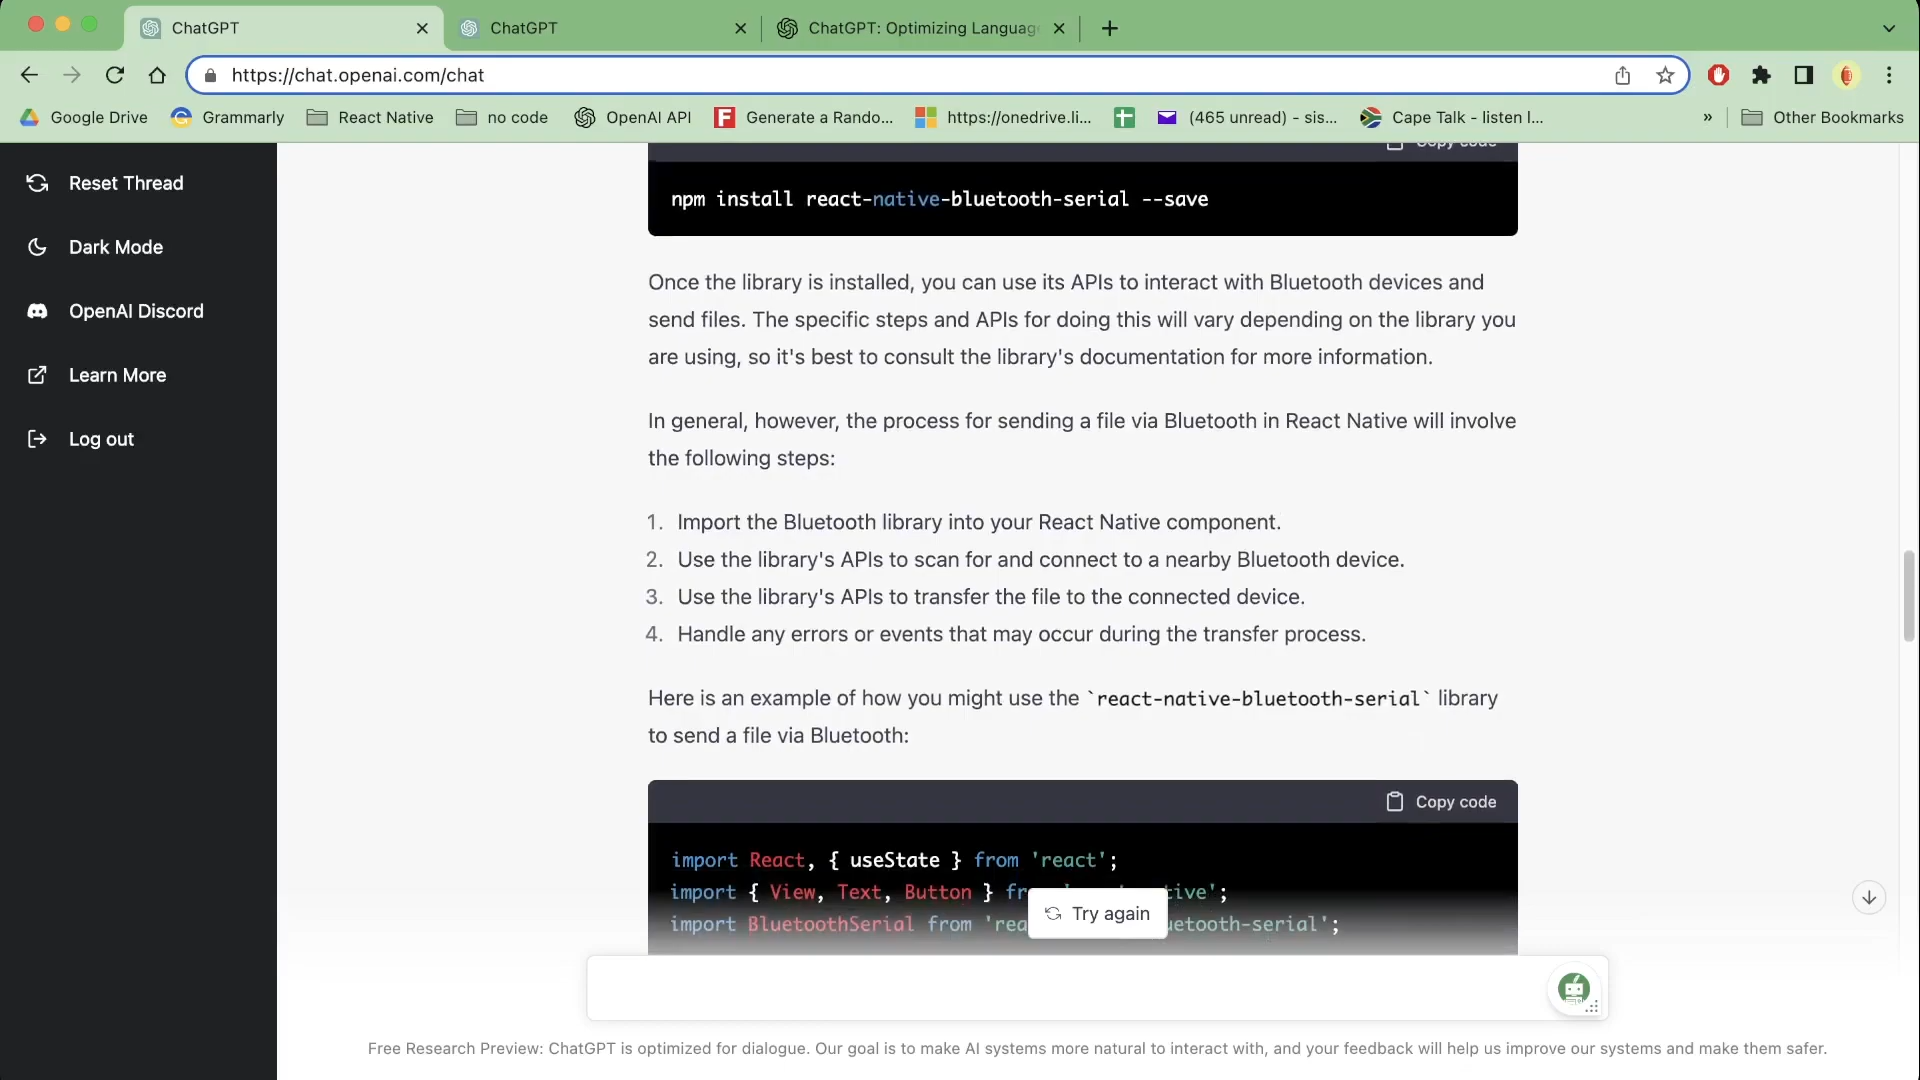 ChatGPT
ChatGPT
ChatGPT: Optimizing Languag
https://chat.openai.com/chat
Google Drive
Grammarly
React Native
no code
OpenAI API
Generate a Rando...
https://onedrive.li...
(465 unread) - sis...
Cape Talk - listen l...
»
Other Bookmarks
Reset Thread
Dark Mode
OpenAI Discord
Learn More
Log out
Copy code
npm install react-native-bluetooth-serial --save
Once the library is installed, you can use its APIs to interact with Bluetooth devices and
send files. The specific steps and APIs for doing this will vary depending on the library you
are using, so it's best to consult the library's documentation for more information.
In general, however, the process for sending a file via Bluetooth in React Native will involve
the following steps:
1. Import the Bluetooth library into your React Native component.
2. Use the library's APIs to scan for and connect to a nearby Bluetooth device.
3. Use the library's APIs to transfer the file to the connected device.
4. Handle any errors or events that may occur during the transfer process.
Here is an example of how you might use the `react-native-bluetooth-serial` library
to send a file via Bluetooth:
Copy code
import React, { useState } from 'react';
import { View, Text, Button } fr tive';
import BluetoothSerial from 'rea uetooth-serial';
Try again
Free Research Preview: ChatGPT is optimized for dialogue. Our goal is to make AI systems more natural to interact with, and your feedback will help us improve our systems and make them safer.